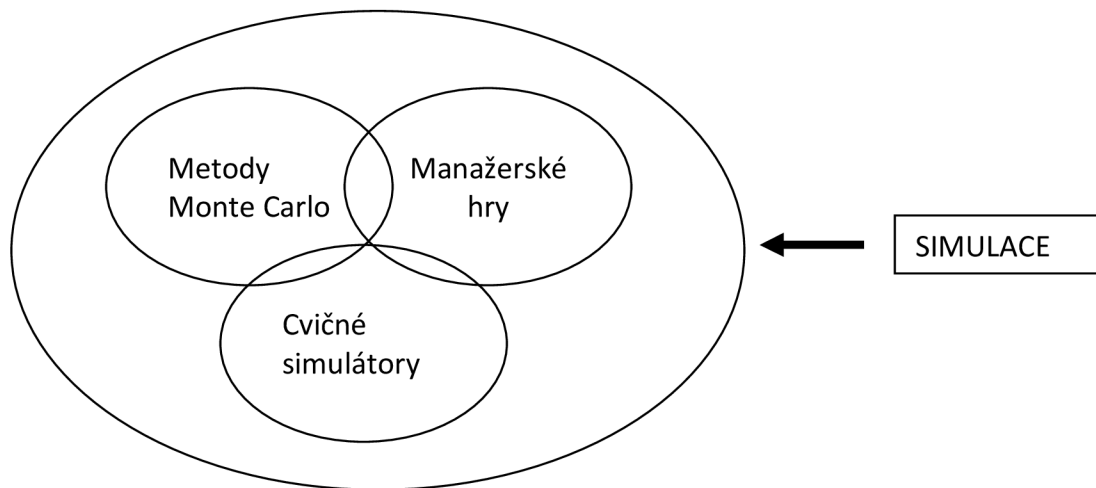 Metody
Monte Carlo
Manažerské
hry
Cvičné
simulátory
SIMULACE